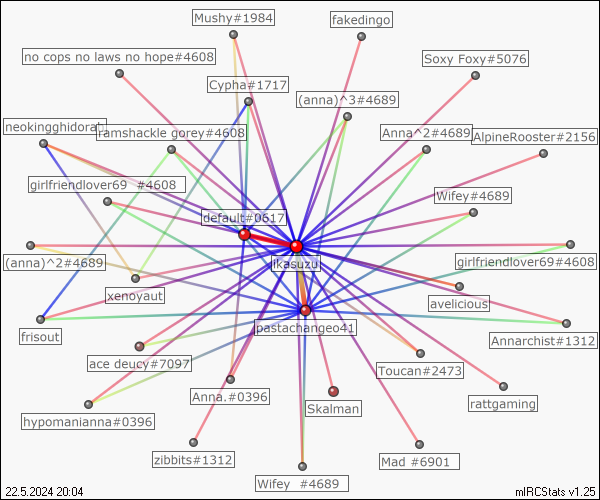 Mushy#1984
fakedingo
no cops no laws no hope#4608
Soxy Foxy#5076
Cypha#1717
(anna)^3#4689
neokingghidorah
ramshackle gorey#4608
Anna^2#4689
AlpineRooster#2156
girlfriendlover69 #4608
Wifey#4689
default#0617
(anna)^2#4689
ikasuzu
girlfriendlover69#4608
xenoyaut
avelicious
frisout
pastachangeo41
Annarchist#1312
ace deucy#7097
Toucan#2473
Anna.#0396
Skalman
rattgaming
hypomanianna#0396
zibbits#1312
Mad #6901
Wifey #4689
22.5.2024 20:04
mIRCStats v1.25